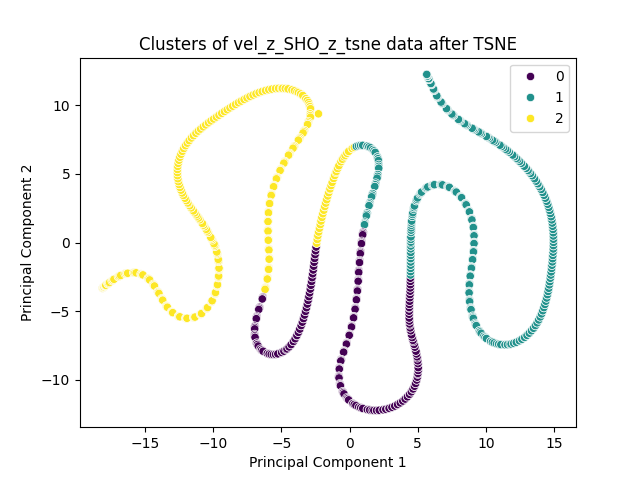 Clusters of vel_z_SHO_z_tsne data after TSNE
0
1
2
10
5
0
−5
−10
Principal Component 2
−15 −10 −5 0 5 10 15
Principal Component 1